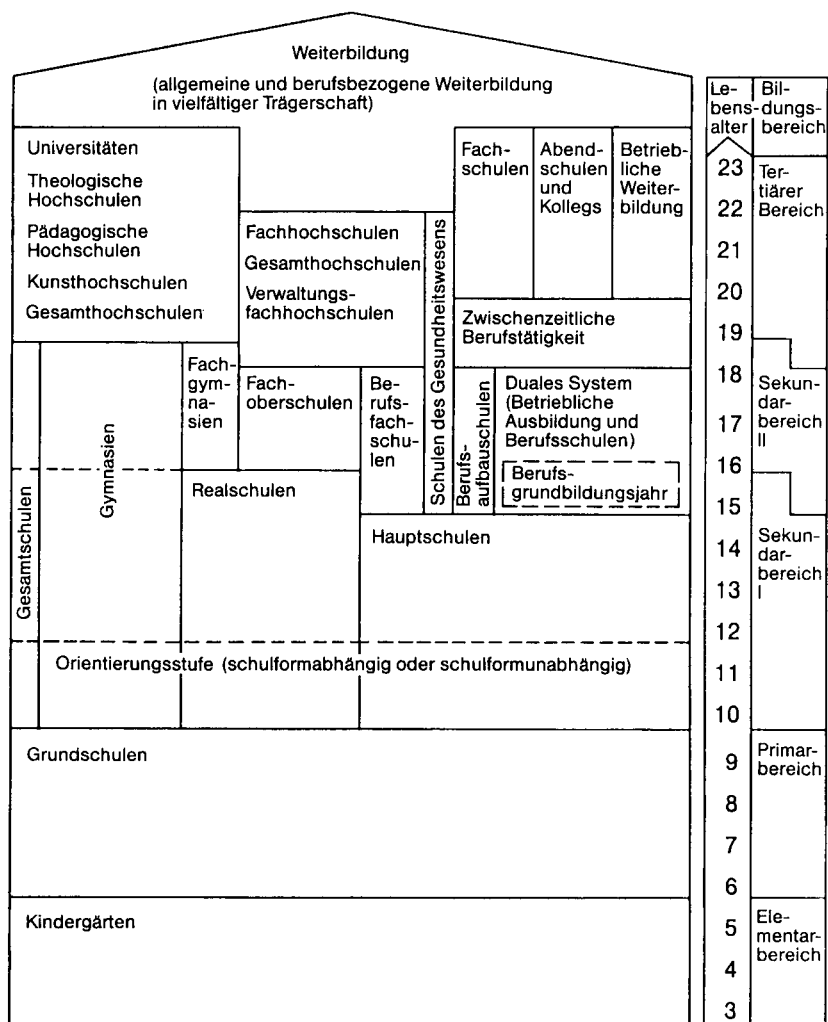 Weiterbildung
(allgemeine und berufsbezogene Weiterbildung
in vielfältiger Trägerschaft)
Universitäten
Theologische
Hochschulen
Pädagogische
Hochschulen
Kunsthochschulen
Gesamthochschulen
Fachhochschulen
Gesamthochschulen
Verwaltungs-
fachhochschulen
Schulen des Gesundheitswesens
Fach-
schulen
Abend-
schulen
und
Kollegs
Betrieb-
liche
Weiter-
bildung
Zwischenzeitliche
Berufstätigkeit
Gesamtschulen
Gymnasien
Fach-
gym-
na-
sien
Fach-
oberschulen
Be-
rufs-
fach-
schu-
len
Berufs-
aufbauschulen
Duales System
(Betriebliche
Ausbildung und
Berufsschulen)
Berufs-
grundbildungsjahr
Realschulen
Hauptschulen
Orientierungsstufe (schulformabhängig oder schulformunabhängig)
Grundschulen
Kindergärten
Le-
bens-
alter
Bil-
dungs-
bereich
23
22
21
20
19
18
17
16
15
14
13
12
11
10
9
8
7
6
5
4
3
Ter-
tiärer
Bereich
Sekun-
dar-
bereich
II
Sekun-
dar-
bereich
I
Primar-
bereich
Ele-
mentar-
bereich